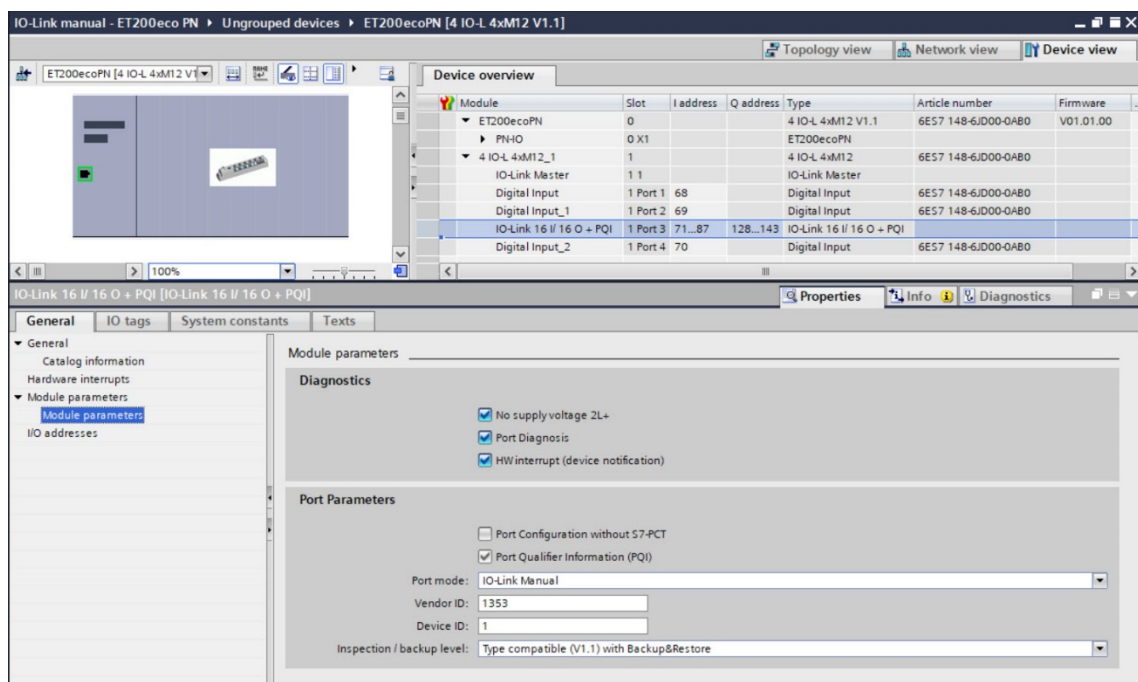 IO-Link manual - ET200eco PN ▸ Ungrouped devices ▸ ET200ecoPN [4 IO-L 4xM12 V1.1]
Topology view Network view Device view
ET200ecoPN [4 IO-L 4xM12 V1
Device overview
Module Slot I address Q address Type Article number Firmware
ET200ecoPN 0 4 IO-L 4xM12 V1.1 6ES7 148-6JD00-0AB0 V01.01.00
PN-IO 0 X1 ET200ecoPN
4 IO-L 4xM12_1 1 4 IO-L 4xM12 6ES7 148-6JD00-0AB0
IO-Link Master 1 1 IO-Link Master
Digital Input 1 Port 1 68 Digital Input 6ES7 148-6JD00-0AB0
Digital Input_1 1 Port 2 69 Digital Input 6ES7 148-6JD00-0AB0
IO-Link 16 I/ 16 O + PQI 1 Port 3 71...87 128...143 IO-Link 16 I/ 16 O + PQI
Digital Input_2 1 Port 4 70 Digital Input 6ES7 148-6JD00-0AB0
100%
IO-Link 16 I/ 16 O + PQI [IO-Link 16 I/ 16 O + PQI]
Properties Info Diagnostics
General IO tags System constants Texts
General
Catalog information
Hardware interrupts
Module parameters
Module parameters
I/O addresses
Module parameters
Diagnostics
No supply voltage 2L+
Port Diagnosis
HW interrupt (device notification)
Port Parameters
Port Configuration without S7-PCT
Port Qualifier Information (PQI)
Port mode: IO-Link Manual
Vendor ID: 1353
Device ID: 1
Inspection / backup level: Type compatible (V1.1) with Backup&Restore